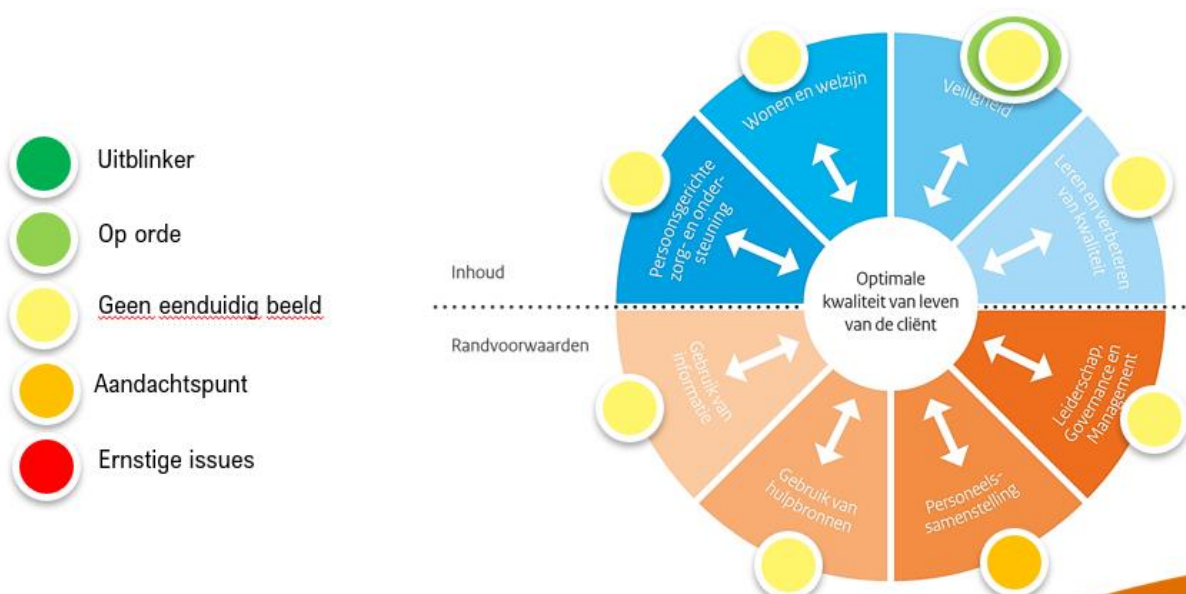 Uitblinker
Op orde
Geen eenduidig beeld
Aandachtspunt
Ernstige issues
Inhoud
Randvoorwaarden
Persoonsgerichte
zorg- en onder-
steuning
Wonen en welzijn
Veiligheid
Leren en verbeteren
van kwaliteit
Optimale
kwaliteit van leven
van de cliënt
Gebruik van
informatie
Gebruik van
hulpbronnen
Personeels-
samenstelling
Leiderschap,
Governance en
Management